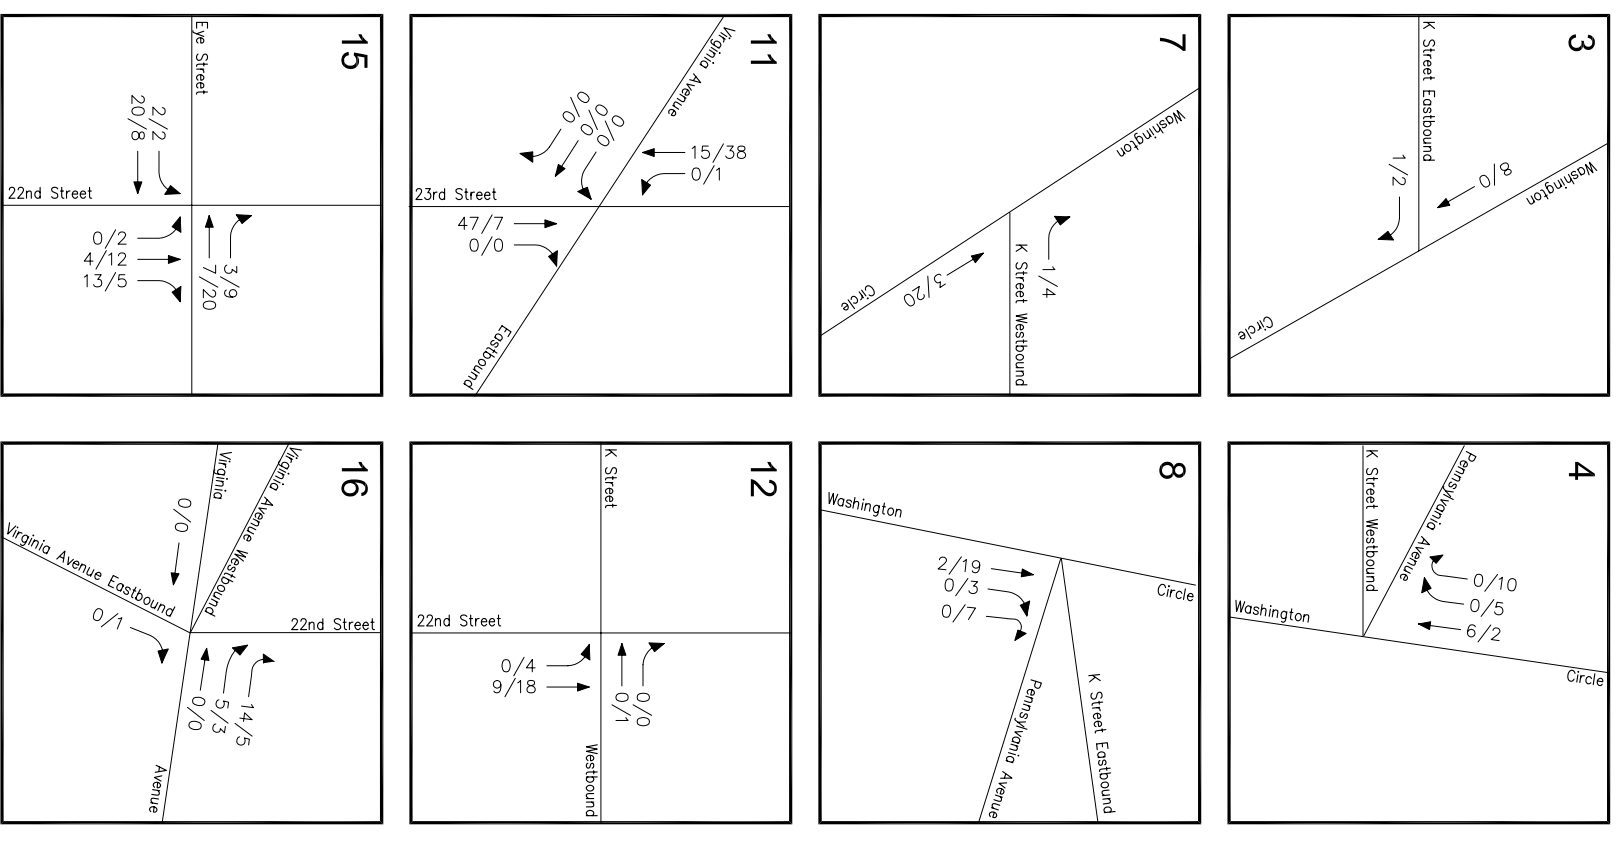 15
Eye Street
2/2
20/8
22nd Street
0/2
4/12
13/5
3/9
7/20
11
Virginia Avenue
0/0
0/0
0/0
15/38
0/1
23rd Street
47/7
0/0
Eastbound
7
Washington
Circle
3/20
K Street Westbound
1/4
3
K Street Eastbound
Washington
1/2
8/0
Circle
16
Virginia
Virginia Avenue Westbound
0/0
Virginia Avenue Eastbound
0/1
22nd Street
14/5
5/3
0/0
Avenue
12
K Street
22nd Street
0/4
9/18
0/0
0/1
Westbound
8
Washington
2/19
0/3
0/7
Circle
Pennsylvania Avenue
K Street Eastbound
4
K Street Westbound
Pennsylvania Avenue
0/10
0/5
6/2
Washington
Circle